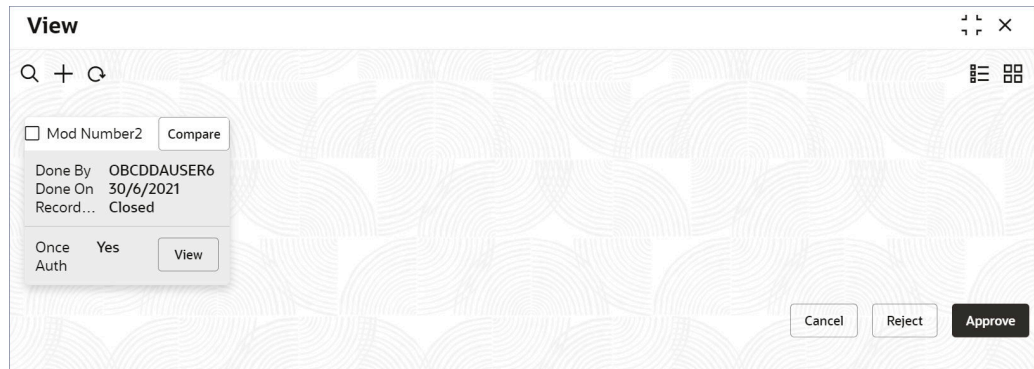 View
Mod Number2 Compare
Done By OBCDDAUSER6
Done On 30/6/2021
Record... Closed
Once Auth Yes View
Cancel Reject Approve